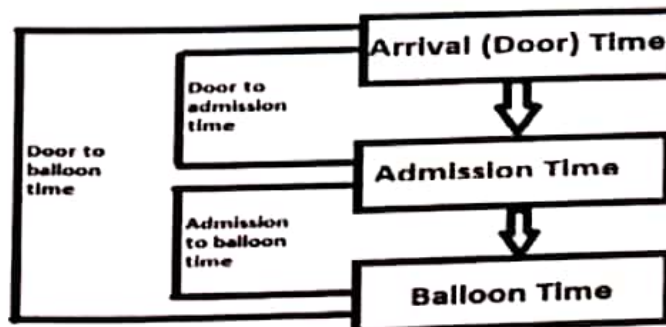 Arrival (Door) Time
Door to
admission
time
Door to
balloon
time
Admission Time
Admission
to balloon
time
Balloon Time